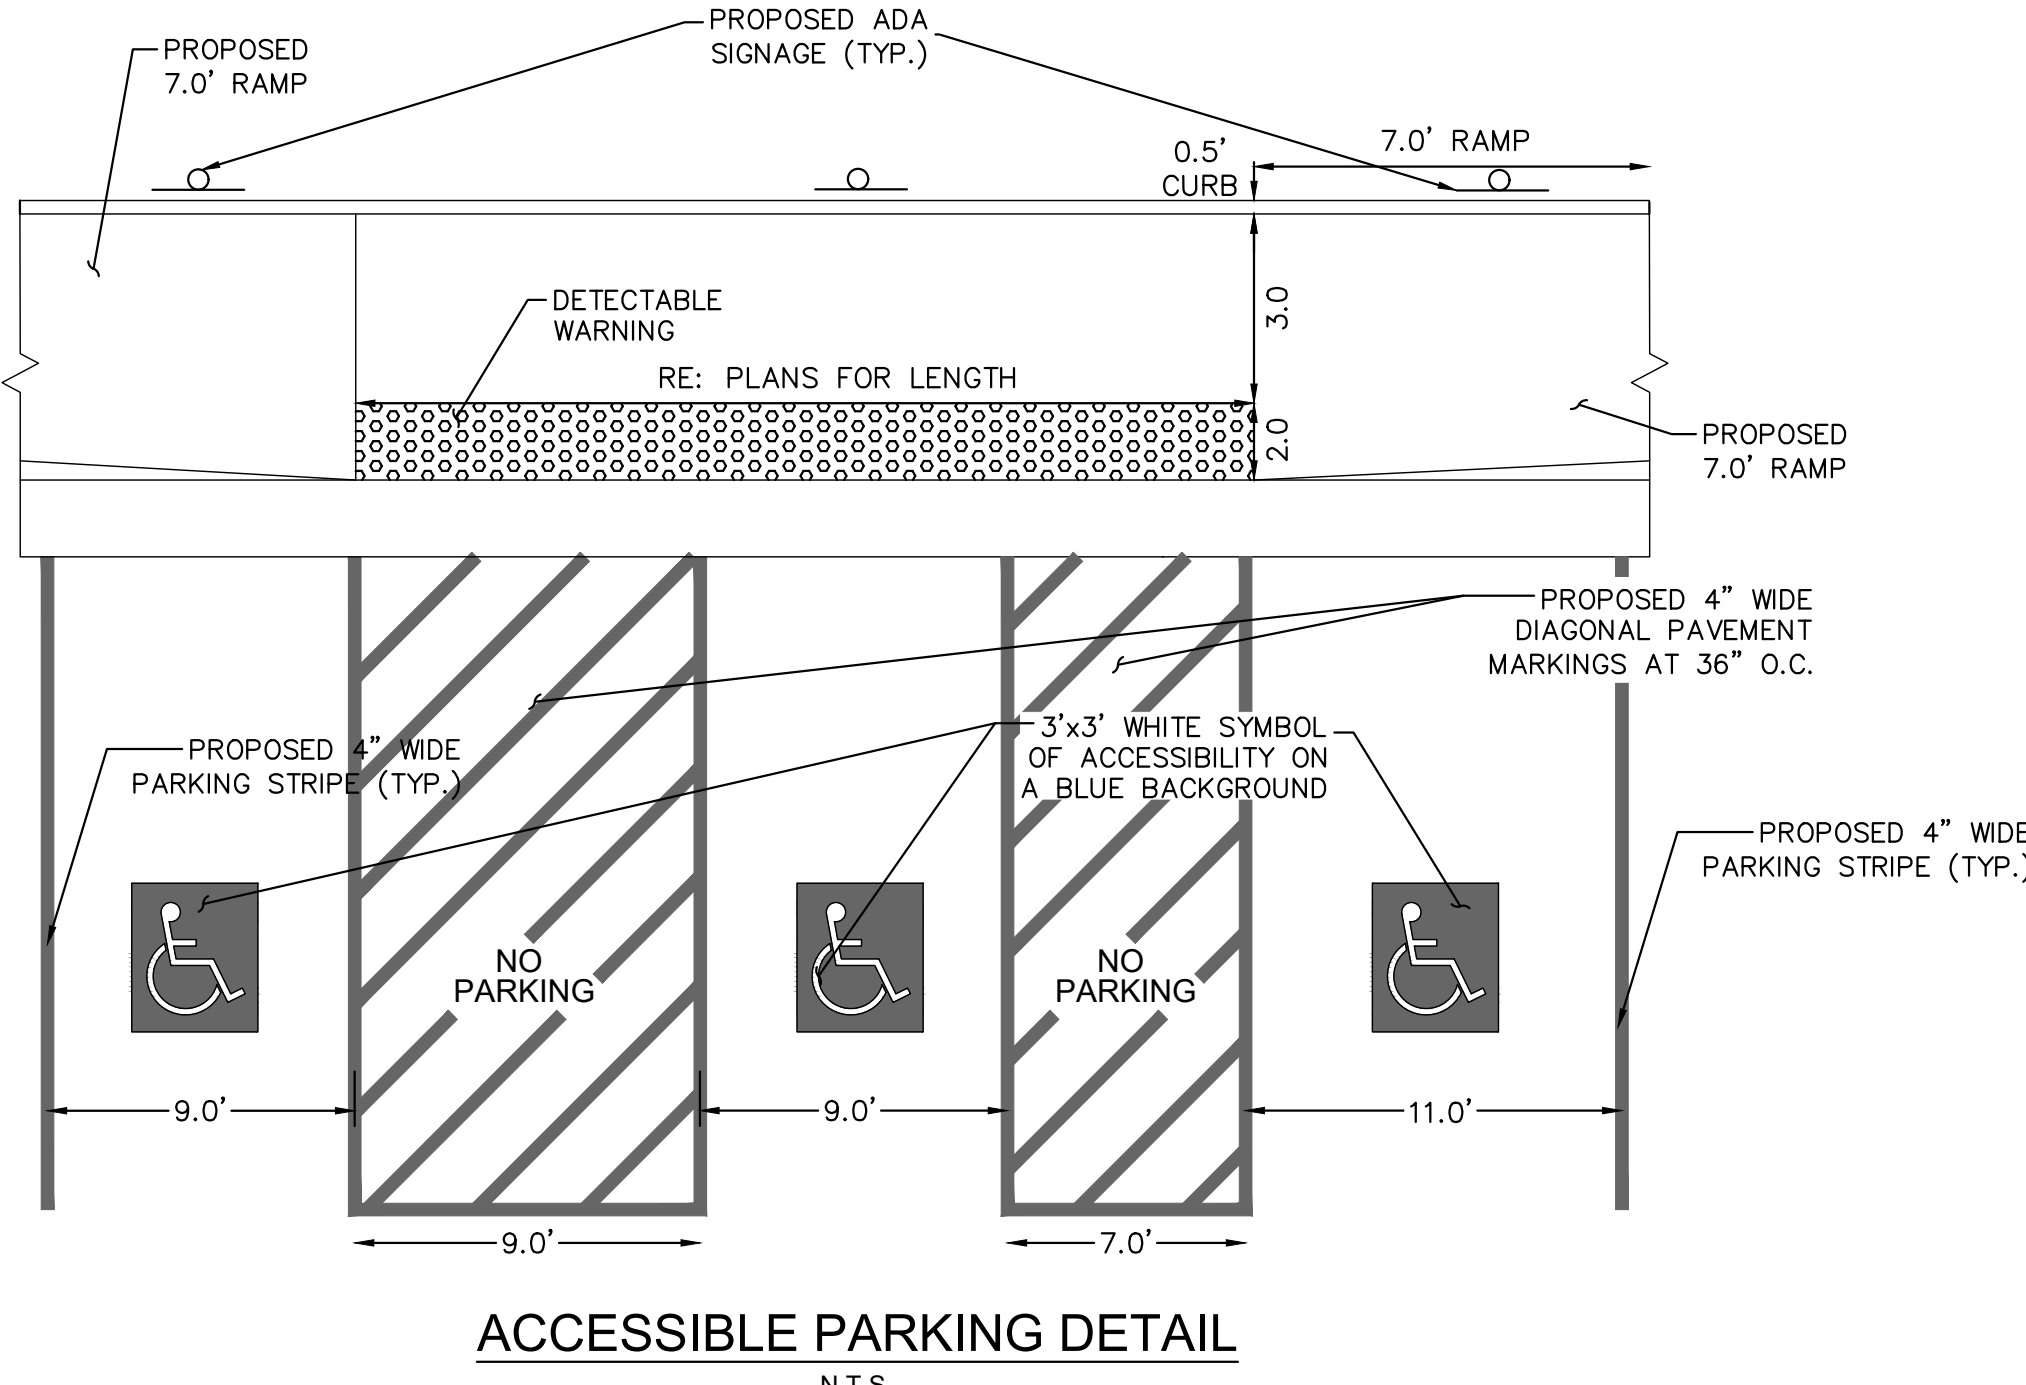 PROPOSED ADA
SIGNAGE (TYP.)
PROPOSED
7.0' RAMP
0.5'
CURB
7.0' RAMP
3.0
DETECTABLE
WARNING
RE: PLANS FOR LENGTH
2.0
PROPOSED
7.0' RAMP
PROPOSED 4" WIDE
DIAGONAL PAVEMENT
MARKINGS AT 36" O.C.
3'x3' WHITE SYMBOL
OF ACCESSIBILITY ON
A BLUE BACKGROUND
PROPOSED 4" WIDE
PARKING STRIPE (TYP.)
PROPOSED 4" WIDE
PARKING STRIPE (TYP.)
NO
PARKING
NO
PARKING
9.0'
9.0'
11.0'
9.0'
7.0'
ACCESSIBLE PARKING DETAIL
N.T.S.